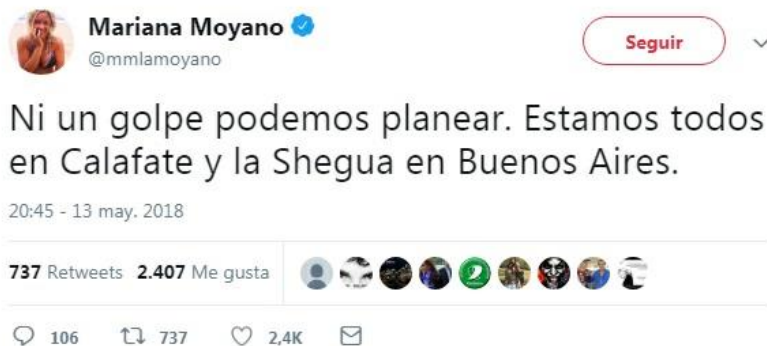 Mariana Moyano
@mmlamoyano
Seguir
Ni un golpe podemos planear. Estamos todos
en Calafate y la Shegua en Buenos Aires.
20:45 - 13 may. 2018
737 Retweets 2.407 Me gusta
106 737 2,4K